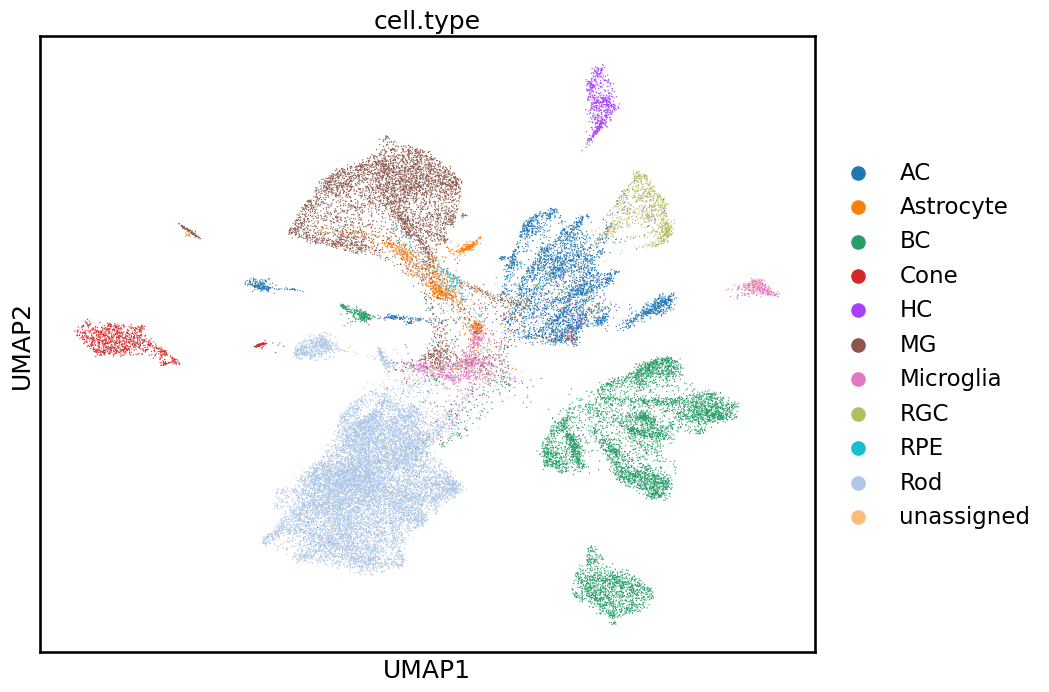 cell.type
UMAP2
UMAP1
AC
Astrocyte
BC
Cone
HC
MG
Microglia
RGC
RPE
Rod
unassigned